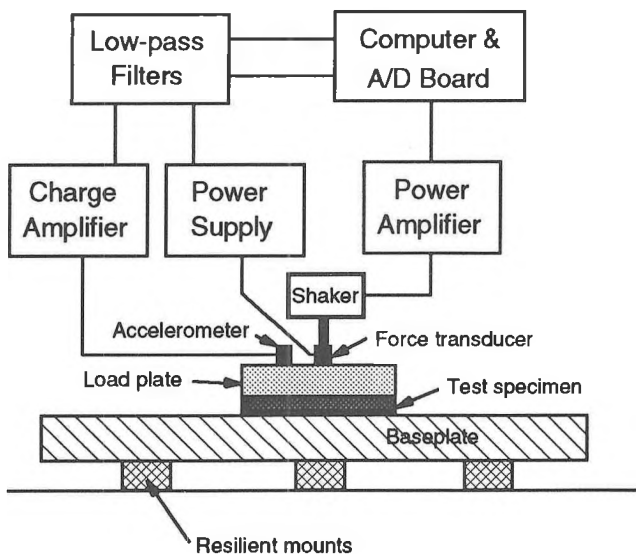 Low-pass
Filters
Computer &
A/D Board
Charge
Amplifier
Power
Supply
Power
Amplifier
Shaker
Accelerometer
Force transducer
Load plate
Test specimen
Baseplate
Resilient mounts